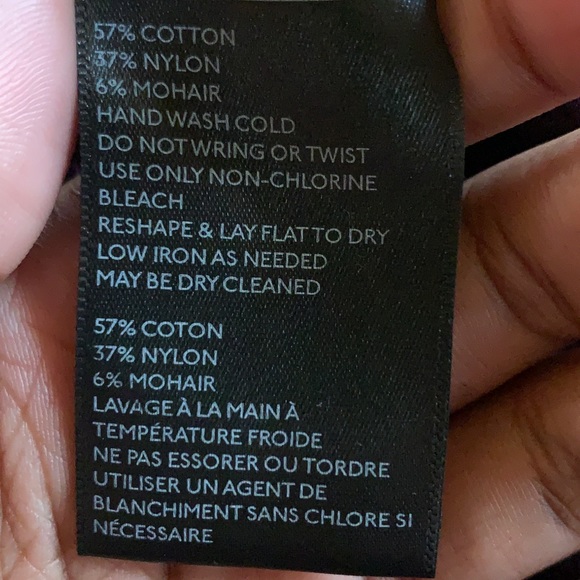 57% COTTON
37% NYLON
6% MOHAIR
HAND WASH COLD
DO NOT WRING OR TWIST
USE ONLY NON-CHLORINE
BLEACH
RESHAPE & LAY FLAT TO DRY
LOW IRON AS NEEDED
MAY BE DRY CLEANED
57% COTON
37% NYLON
6% MOHAIR
LAVAGE À LA MAIN À
TEMPÉRATURE FROIDE
NE PAS ESSORER OU TORDRE
UTILISER UN AGENT DE
BLANCHIMENT SANS CHLORE SI
NÉCESSAIRE